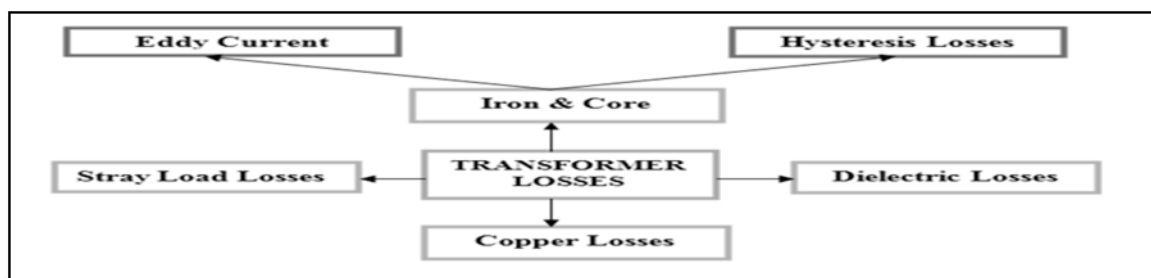 Eddy Current
Hysteresis Losses
Iron & Core
TRANSFORMER
LOSSES
Stray Load Losses
Dielectric Losses
Copper Losses